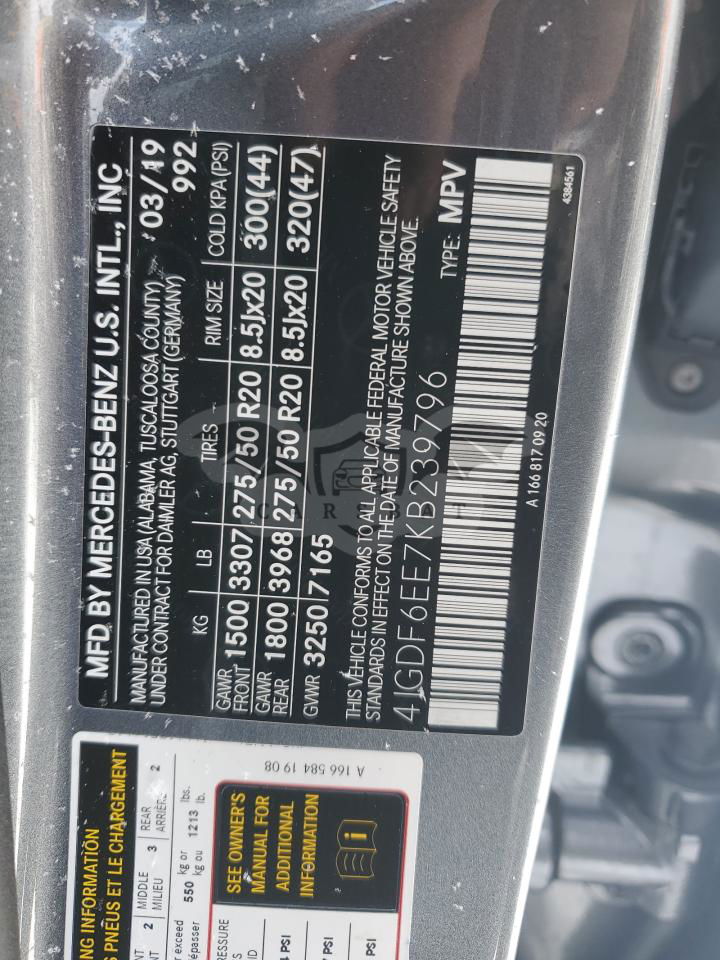 MFD BY MERCEDES-BENZ U.S. INTL., INC
MANUFACTURED IN USA (ALABAMA, TUSCALOOSA COUNTY) 03/19
UNDER CONTRACT FOR DAIMLER AG, STUTTGART (GERMANY) 992
KG LB TIRES RIM SIZE COLD KPA(PSI)
GAWR FRONT 1500 3307 275/50 R20 8.5Jx20 300(44)
GAWR REAR 1800 3968 275/50 R20 8.5Jx20 320(47)
GVWR 3250 7165
THIS VEHICLE CONFORMS TO ALL APPLICABLE FEDERAL MOTOR VEHICLE SAFETY
STANDARDS IN EFFECT ON THE DATE OF MANUFACTURE SHOWN ABOVE.
4JGDF6EE7KB239796 TYPE: MPV
4384561
A 166 817 09 20
CARSBAT
NG INFORMATION
PNEUS ET LE CHARGEMENT
2 MIDDLE 3 REAR 2
2 MILIEU ARRIÈRE
exceed 550 kg or 1213 lbs.
kg ou lb.
A 166 584 19 08
SEE OWNER'S
MANUAL FOR
ADDITIONAL
INFORMATION
PSI
PSI
PSI